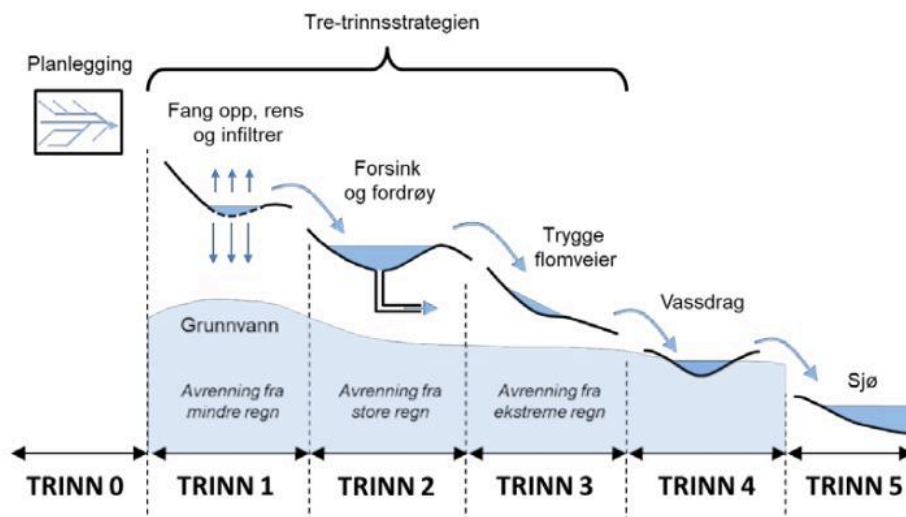 Tre-trinnsstrategien
Planlegging
Fang opp, rens
og infiltrer
Forsink
og fordrøy
Trygge
flomveier
Vassdrag
Sjø
Grunnvann
Avrenning fra
mindre regn
Avrenning fra
store regn
Avrenning fra
ekstreme regn
TRINN 0
TRINN 1
TRINN 2
TRINN 3
TRINN 4
TRINN 5